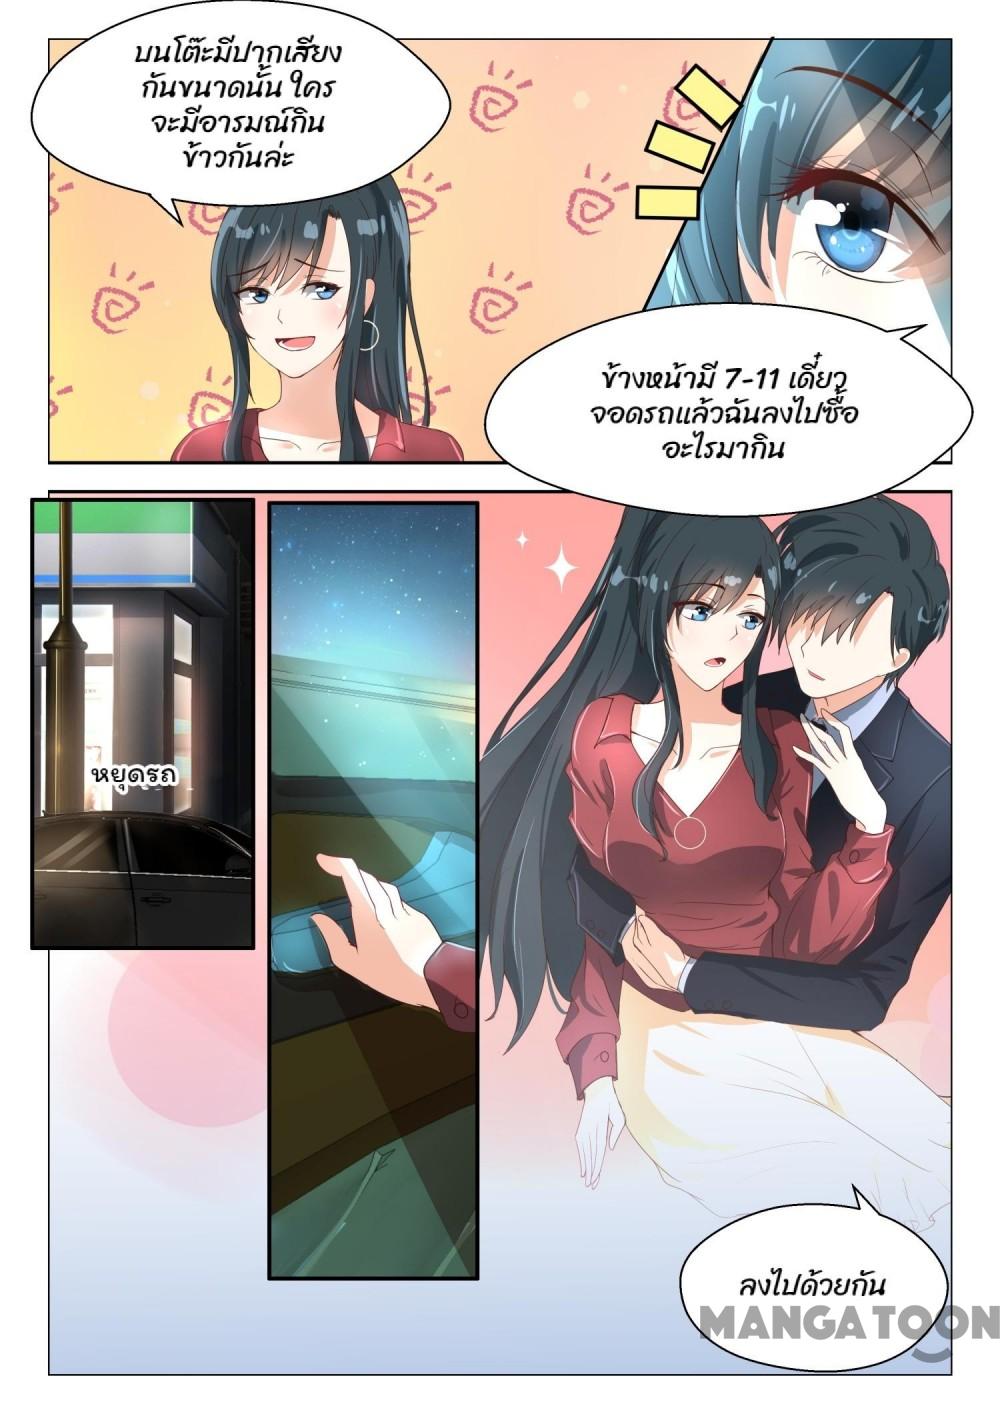 บนโต๊ะมีปากเสียง
กันขนาดนั้น ใคร
จะมีอารมณ์กิน
ข้าวกันล่ะ
ข้างหน้ามี 7-11 เดี๋ยว
จอดรถแล้วฉันลงไปซื้อ
อะไรมากิน
หยุดรถ
ลงไปด้วยกัน
MANGATOON